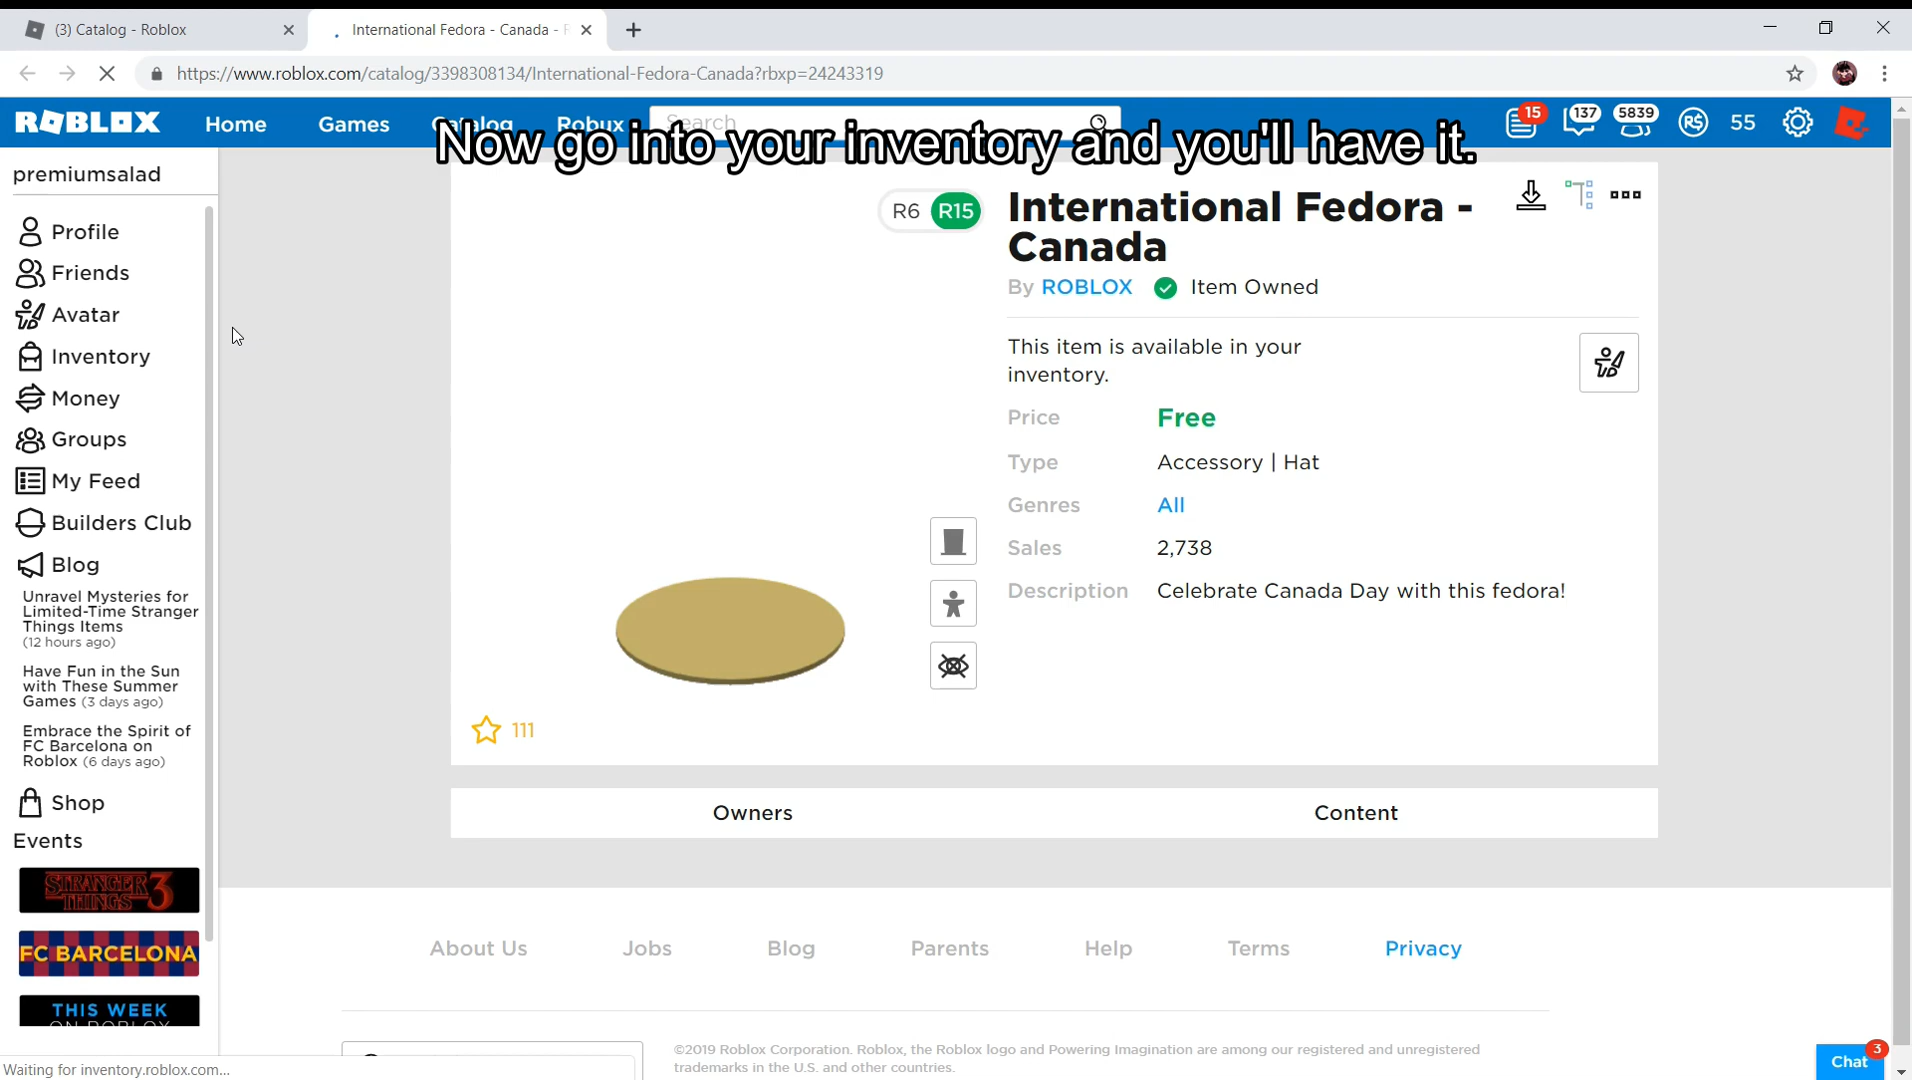 (3) Catalog - Roblox
International Fedora - Canada -
https://www.roblox.com/catalog/3398308134/International-Fedora-Canada?rbxp=24243319
ROBLOX
Home
Games
Catalog
Robux
Search
15
137
5839
R$
55
Now go into your inventory and you'll have it.
premiumsalad
Profile
Friends
Avatar
Inventory
Money
Groups
My Feed
Builders Club
Blog
Unravel Mysteries for
Limited-Time Stranger
Things Items
(12 hours ago)
Have Fun in the Sun
with These Summer
Games (3 days ago)
Embrace the Spirit of
FC Barcelona on
Roblox (6 days ago)
Shop
Events
STRANGER
THINGS 3
FC BARCELONA
THIS WEEK
ON ROBLOX
R6
R15
International Fedora -
Canada
By ROBLOX
Item Owned
This item is available in your
inventory.
Price
Free
Type
Accessory | Hat
Genres
All
Sales
2,738
Description
Celebrate Canada Day with this fedora!
111
Owners
Content
About Us
Jobs
Blog
Parents
Help
Terms
Privacy
©2019 Roblox Corporation. Roblox, the Roblox logo and Powering Imagination are among our registered and unregistered
trademarks in the U.S. and other countries.
Waiting for inventory.roblox.com...
Chat
3